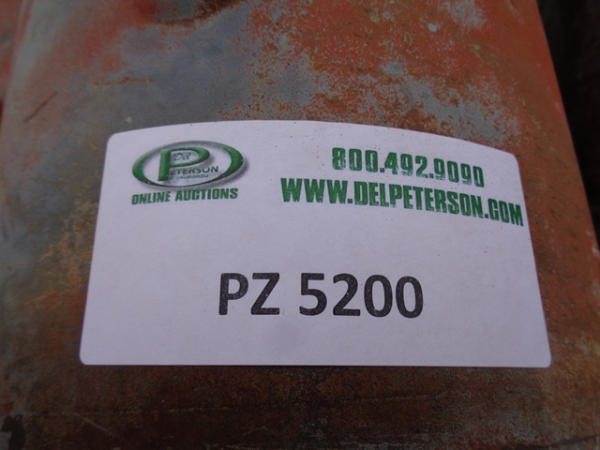 Del
PETERSON
ONLINE AUCTIONS
800.492.9090
WWW.DELPETERSON.COM
PZ 5200